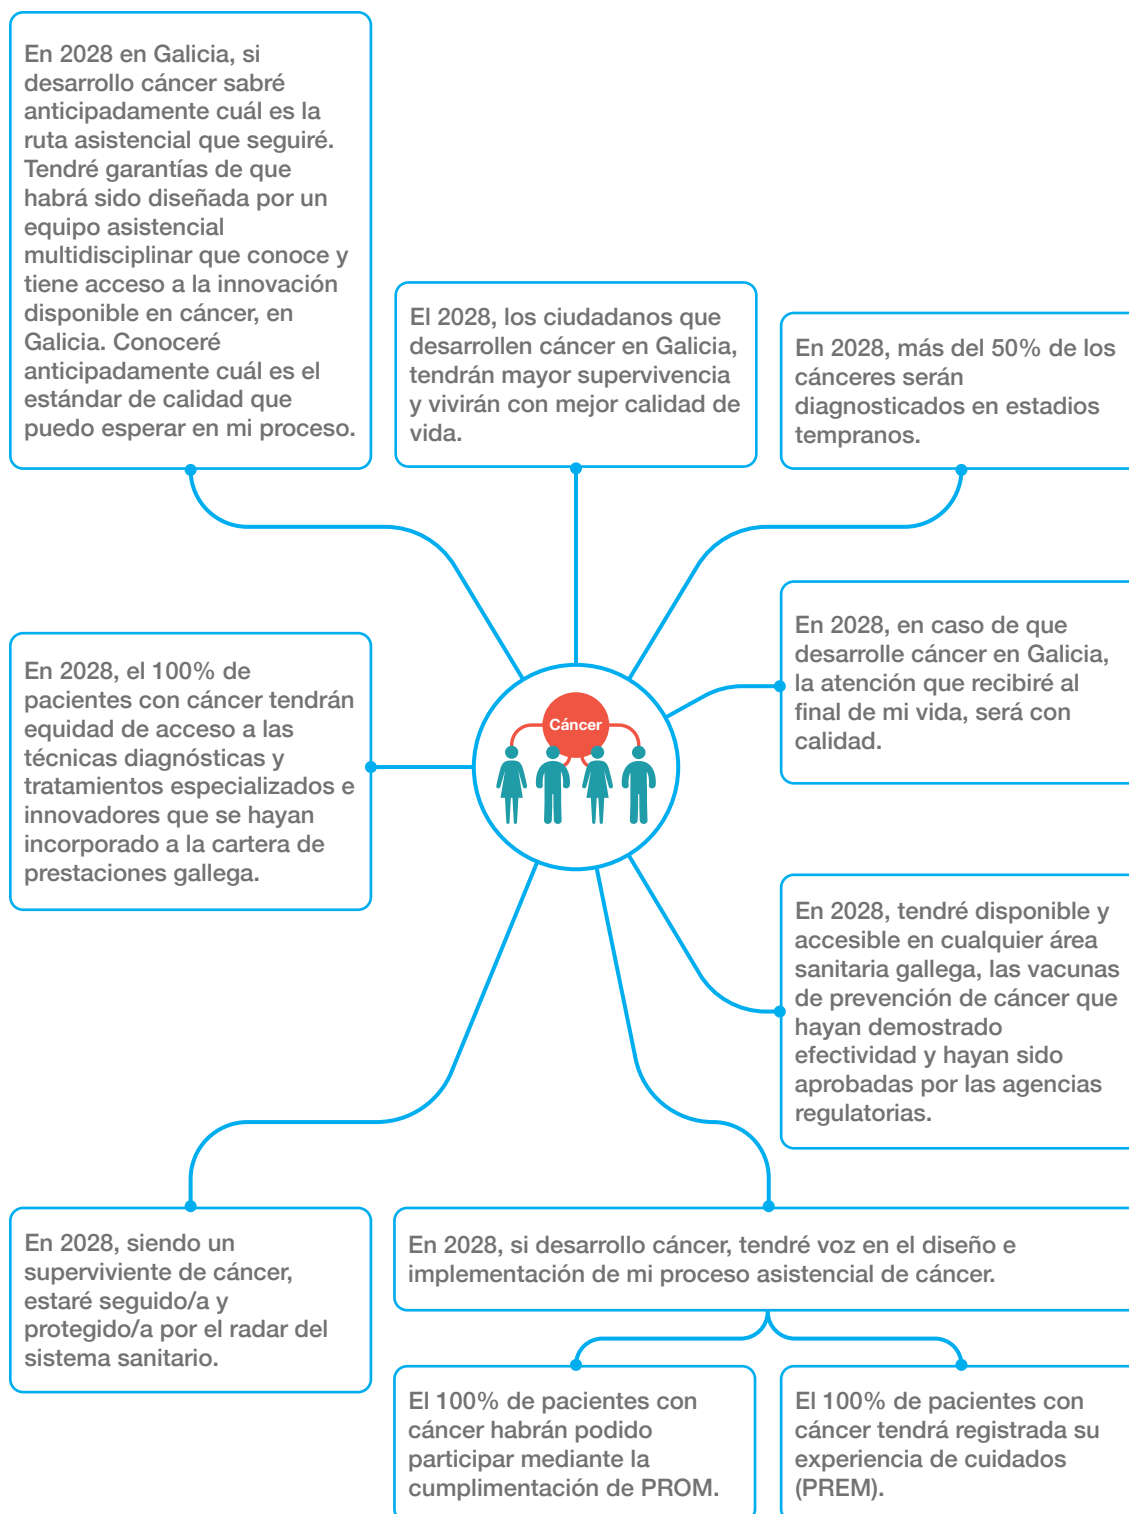 En 2028 en Galicia, si
desarrollo cáncer sabré
anticipadamente cuál es la
ruta asistencial que seguiré.
Tendré garantías de que
habrá sido diseñada por un
equipo asistencial
multidisciplinar que conoce y
tiene acceso a la innovación
disponible en cáncer, en
Galicia. Conoceré
anticipadamente cuál es el
estándar de calidad que
puedo esperar en mi proceso.
El 2028, los ciudadanos que
desarrollen cáncer en Galicia,
tendrán mayor supervivencia
y vivirán con mejor calidad de
vida.
En 2028, más del 50% de los
cánceres serán
diagnosticados en estadios
tempranos.
En 2028, en caso de que
desarrolle cáncer en Galicia,
la atención que recibiré al
final de mi vida, será con
calidad.
En 2028, el 100% de
pacientes con cáncer tendrán
equidad de acceso a las
técnicas diagnósticas y
tratamientos especializados e
innovadores que se hayan
incorporado a la cartera de
prestaciones gallega.
Cáncer
En 2028, tendré disponible y
accesible en cualquier área
sanitaria gallega, las vacunas
de prevención de cáncer que
hayan demostrado
efectividad y hayan sido
aprobadas por las agencias
regulatorias.
En 2028, siendo un
superviviente de cáncer,
estaré seguido/a y
protegido/a por el radar del
sistema sanitario.
En 2028, si desarrollo cáncer, tendré voz en el diseño e
implementación de mi proceso asistencial de cáncer.
El 100% de pacientes con
cáncer habrán podido
participar mediante la
cumplimentación de PROM.
El 100% de pacientes con
cáncer tendrá registrada su
experiencia de cuidados
(PREM).